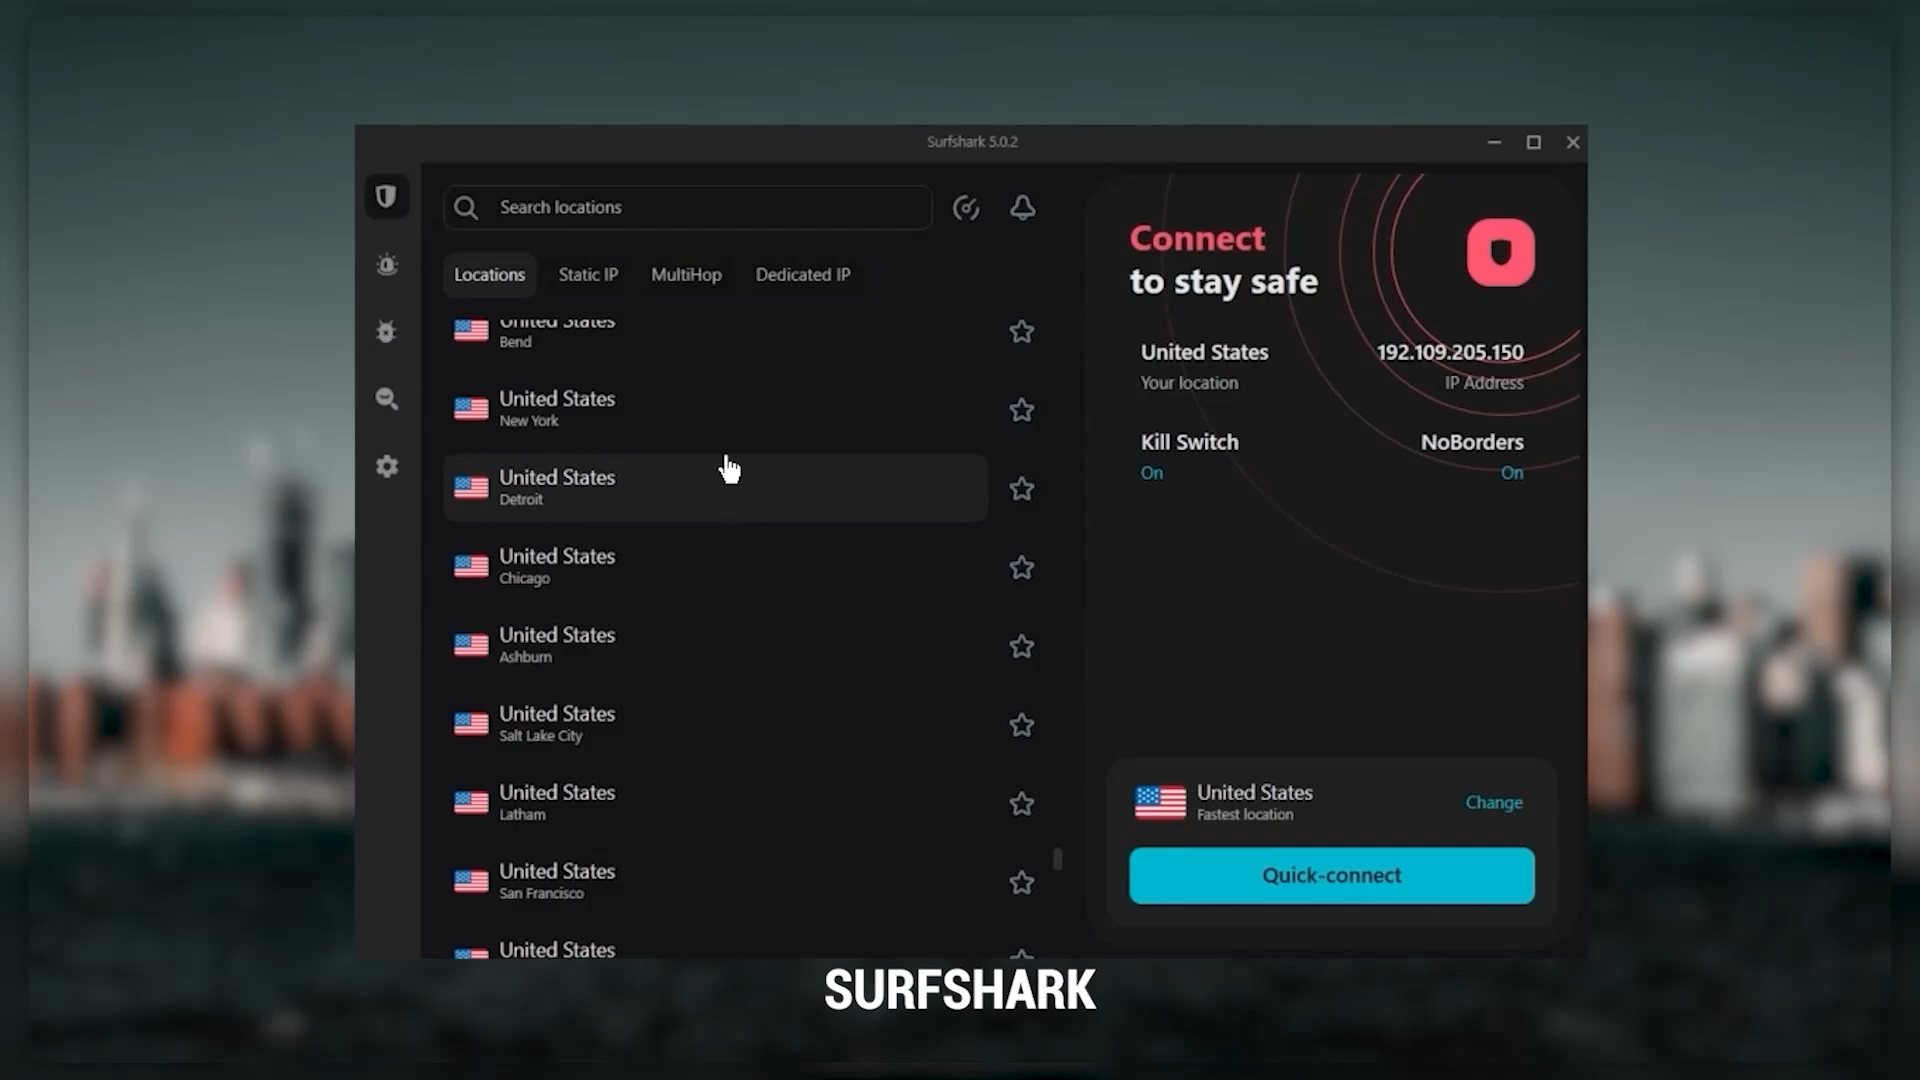 Surfshark 5.0.2
Search locations
Locations
Static IP
MultiHop
Dedicated IP
United States
Bend
United States
New York
United States
Detroit
United States
Chicago
United States
Ashburn
United States
Salt Lake City
United States
Latham
United States
San Francisco
United States
Connect
to stay safe
United States
192.109.205.150
Your location
IP Address
Kill Switch
NoBorders
On
On
United States
Fastest location
Change
Quick-connect
SURFSHARK